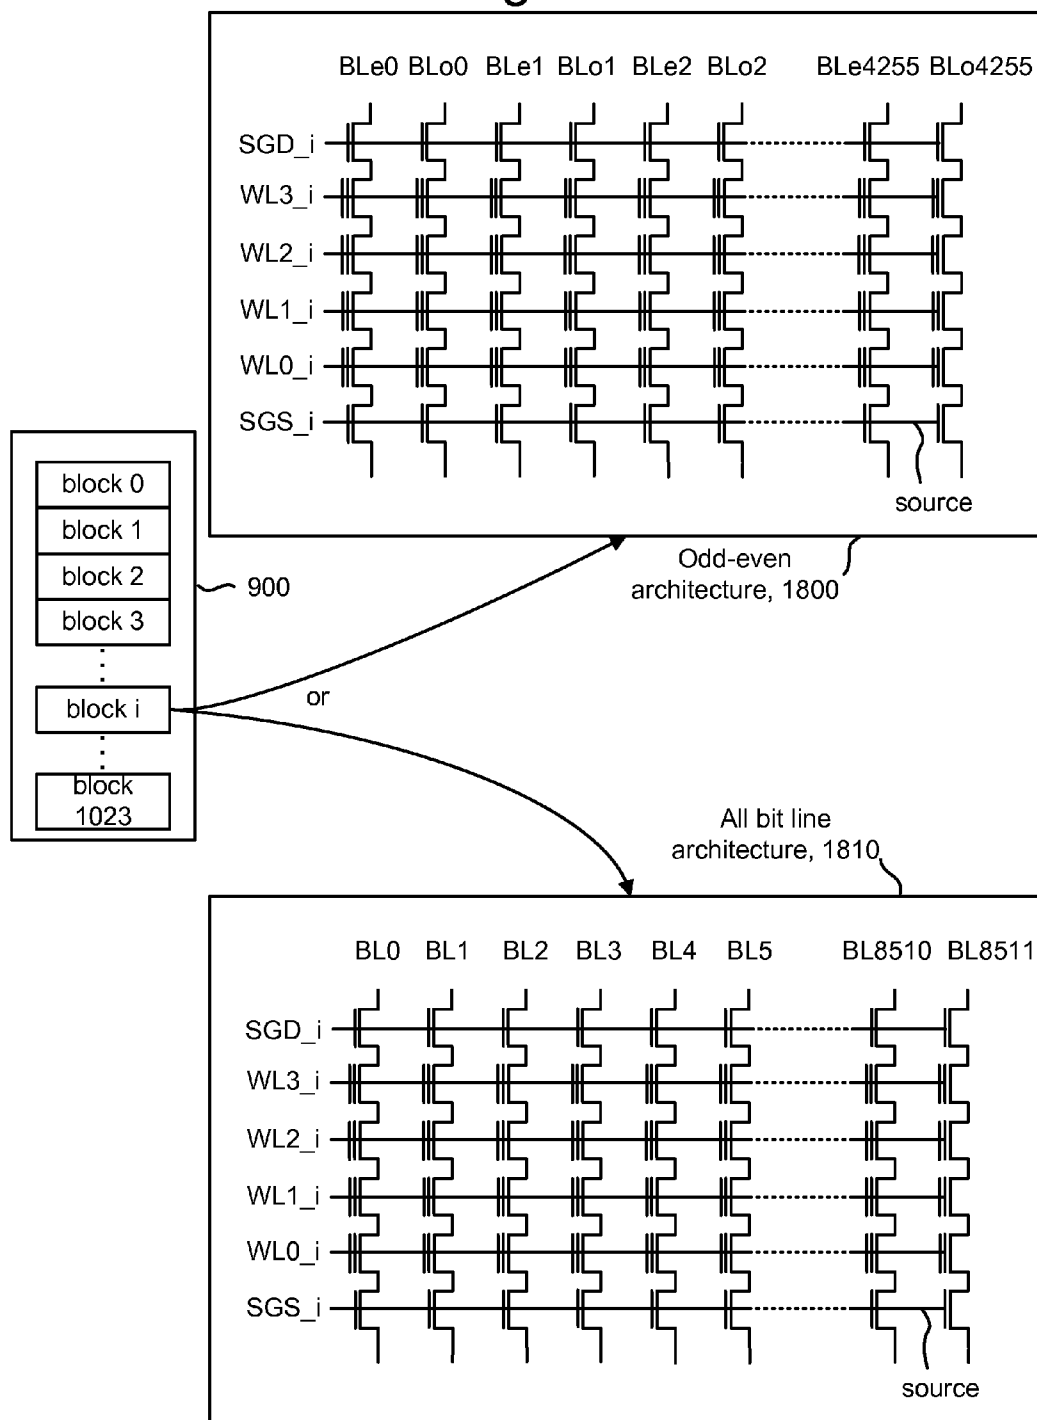 BLe0 BLo0 BLe1 BLo1 BLe2 BLo2 BLe4255 BLo4255
SGD_i
WL3_i
WL2_i
WL1_i
WL0_i
SGS_i
source
block 0
block 1
block 2
block 3
block i
block
1023
900
or
Odd-even
architecture, 1800
All bit line
architecture, 1810
BL0 BL1 BL2 BL3 BL4 BL5 BL8510 BL8511
SGD_i
WL3_i
WL2_i
WL1_i
WL0_i
SGS_i
source